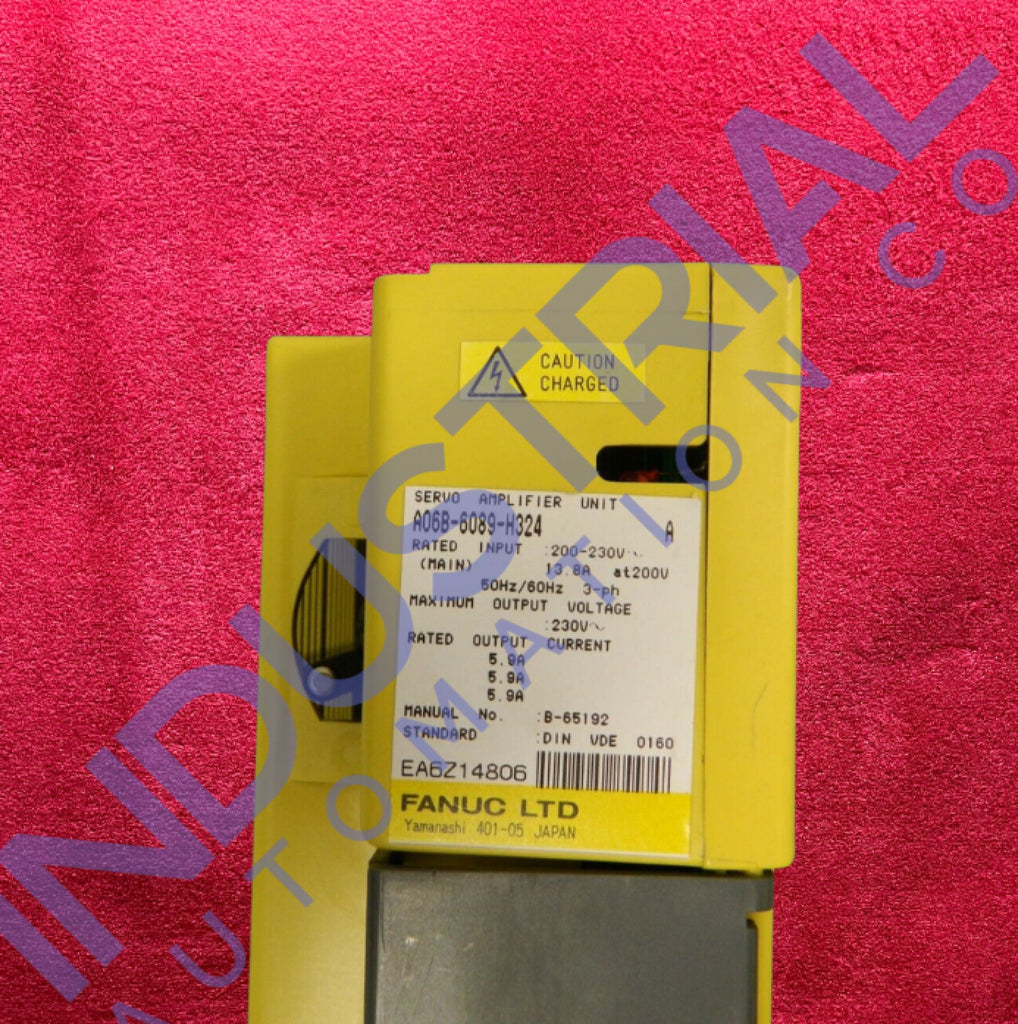 CAUTION
CHARGED
SERVO AMPLIFIER UNIT
A06B-6089-H324 A
RATED INPUT :200-230V~
(MAIN) 13.8A at200V
50Hz/60Hz 3-ph
MAXIMUM OUTPUT VOLTAGE
:230V~
RATED OUTPUT CURRENT
5.9A
5.9A
5.9A
MANUAL No. :B-65192
STANDARD :DIN VDE 0160
EA6Z14806
FANUC LTD
Yamanashi 401-05 JAPAN
INDUSTRIAL
AUTOMATION CO